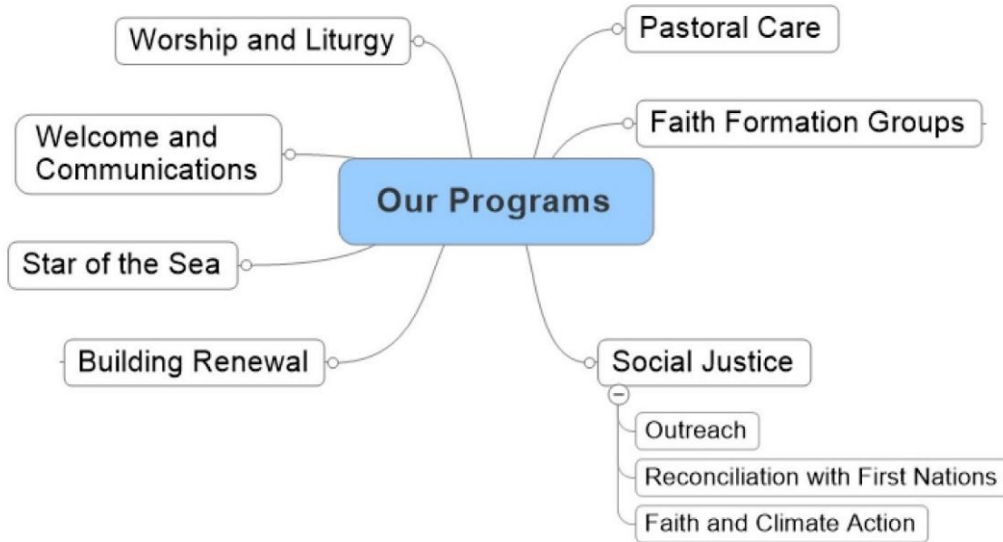 Worship and Liturgy
Pastoral Care
Welcome and
Communications
Faith Formation Groups
Our Programs
Star of the Sea
Building Renewal
Social Justice
Outreach
Reconciliation with First Nations
Faith and Climate Action